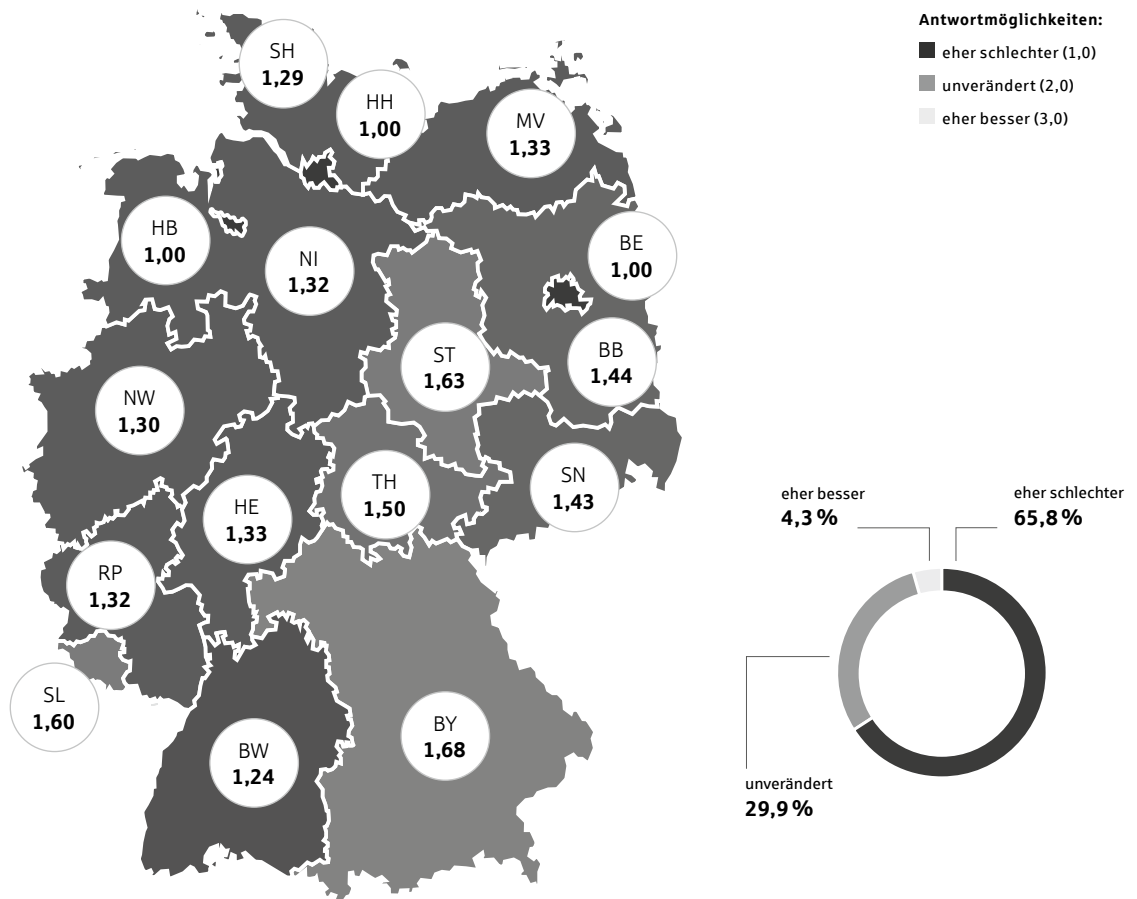 Antwortmöglichkeiten:
eher schlechter (1,0)
unverändert (2,0)
eher besser (3,0)
SH
1,29
HH
1,00
MV
1,33
HB
1,00
NI
1,32
BE
1,00
ST
1,63
BB
1,44
NW
1,30
HE
1,33
TH
1,50
SN
1,43
RP
1,32
SL
1,60
BW
1,24
BY
1,68
eher besser
4,3 %
eher schlechter
65,8 %
unverändert
29,9 %